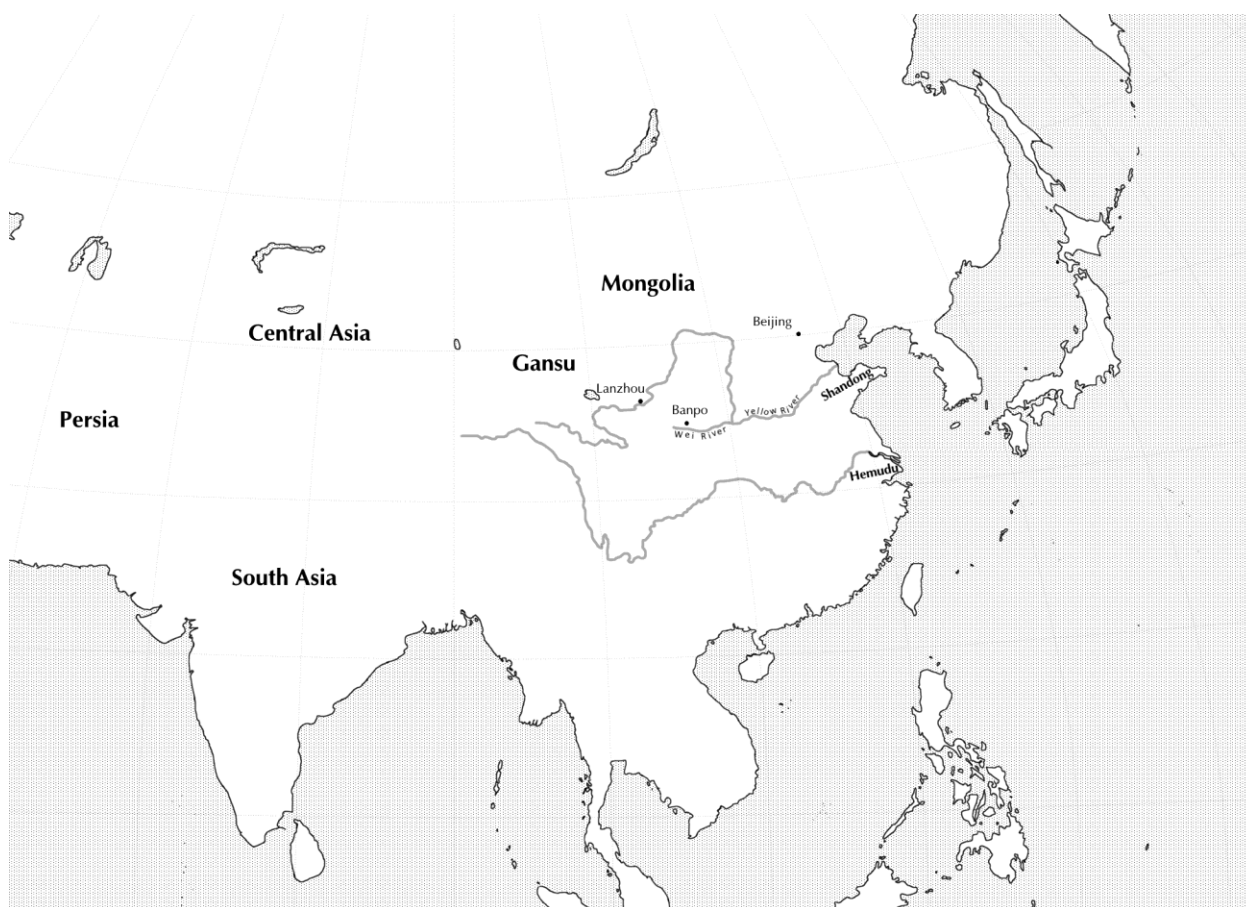 Mongolia
Beijing
Central Asia
Gansu
Lanzhou
Shandong
Persia
Banpo
Yellow River
Wei River
Hemudu
South Asia